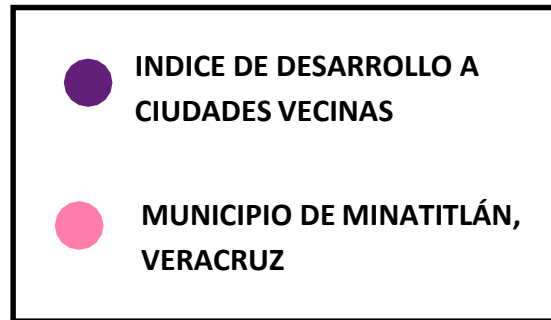 INDICE DE DESARROLLO A
CIUDADES VECINAS
MUNICIPIO DE MINATITLÁN,
VERACRUZ